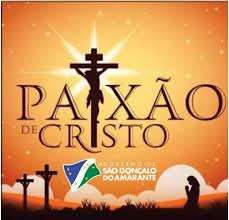 PAIXÃO
DE CRISTO
GOVERNO DE
SÃO GONÇALO
DO AMARANTE